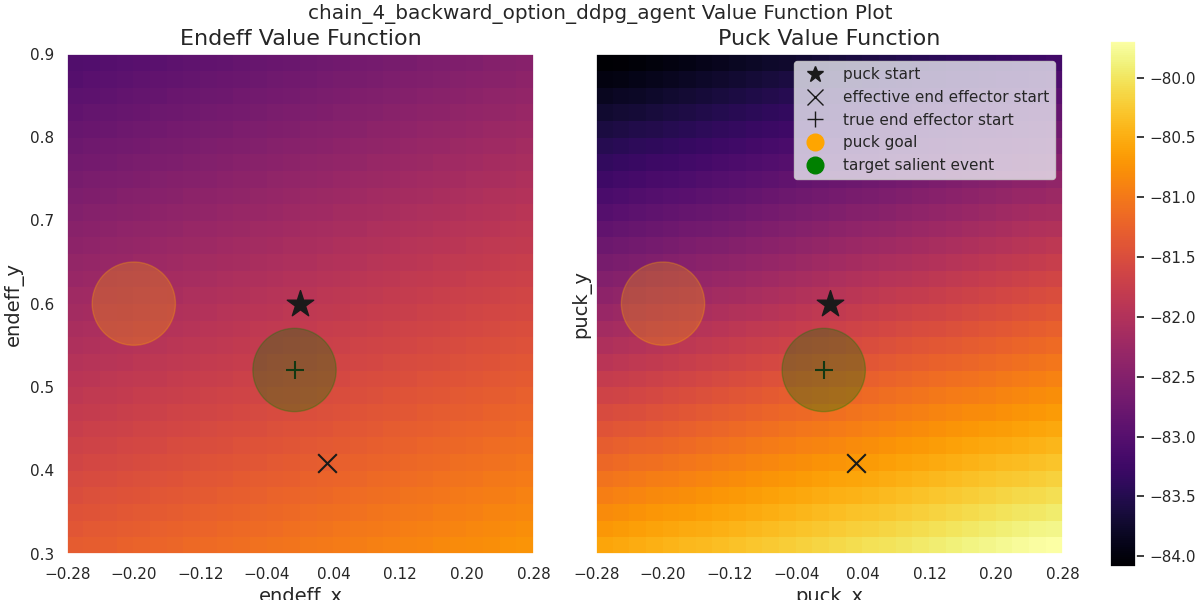 chain_4_backward_option_ddpg_agent Value Function Plot
Endeff Value Function
0.9
0.8
0.7
0.6
0.5
0.4
0.3
endeff_y
−0.28 −0.20 −0.12 −0.04 0.04 0.12 0.20 0.28
endeff_x
Puck Value Function
puck start
effective end effector start
true end effector start
puck goal
target salient event
puck_y
−0.28 −0.20 −0.12 −0.04 0.04 0.12 0.20 0.28
puck_x
−80.0
−80.5
−81.0
−81.5
−82.0
−82.5
−83.0
−83.5
−84.0